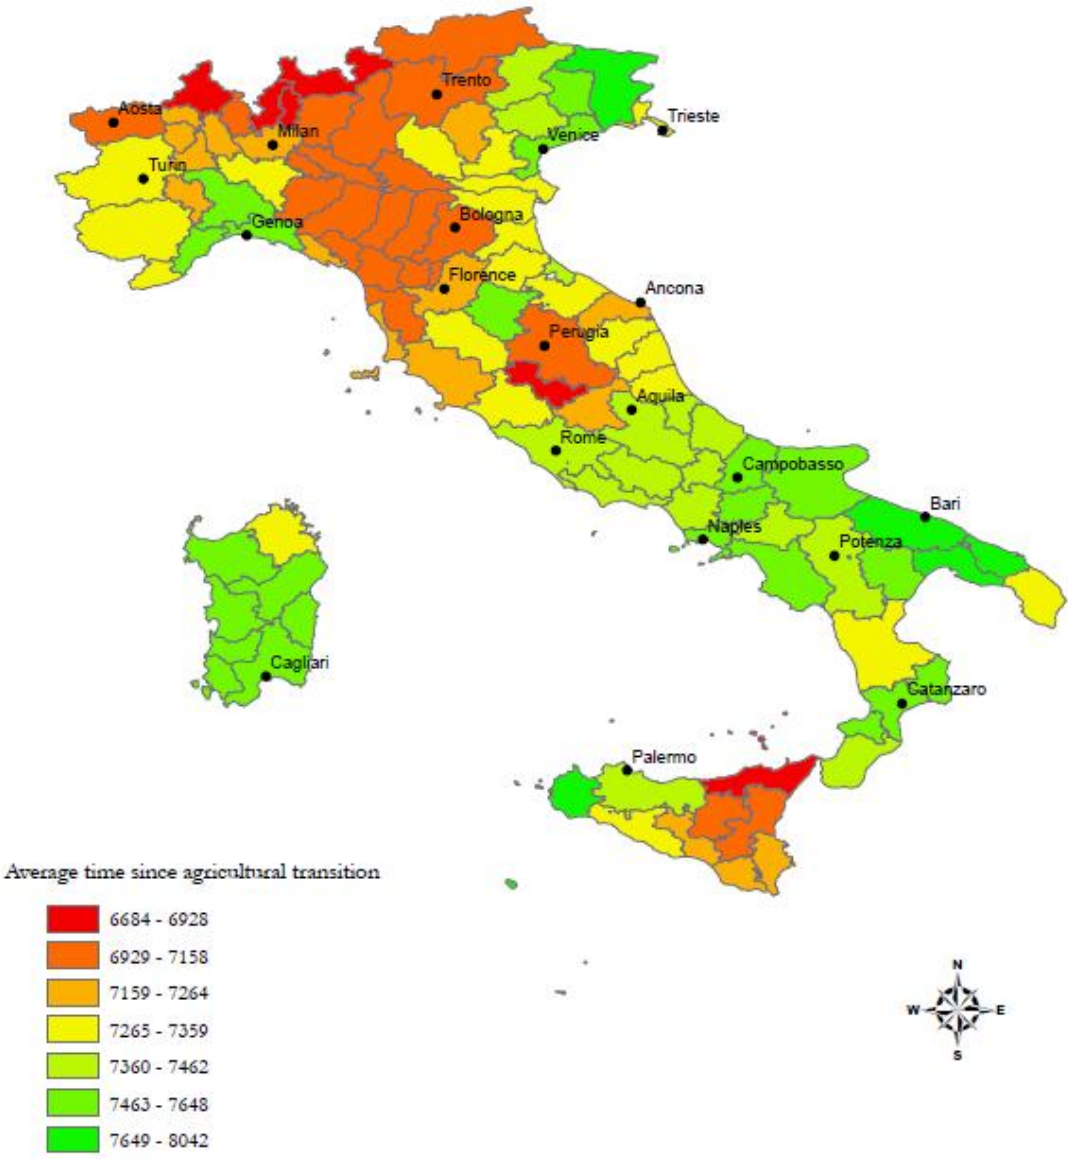 Trento
Aosta
Trieste
Milan
Venice
Turin
Bologna
Genoa
Florence
Ancona
Perugia
Aquila
Rome
Campobasso
Bari
Naples
Potenza
Cagliari
Catanzaro
Palermo
Average time since agricultural transition
6684 - 6928
6929 - 7158
7159 - 7264
7265 - 7359
7360 - 7462
7463 - 7648
7649 - 8042
N
W E
S